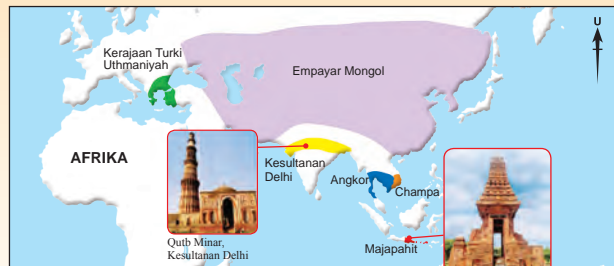 U
Kerajaan Turki
Uthmaniyah
Empayar Mongol
AFRIKA
Kesultanan
Delhi
Angkor
Champa
Qutb Minar,
Kesultanan Delhi
Majapahit